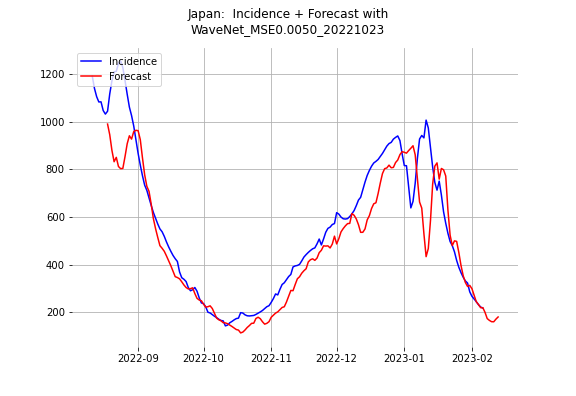 Japan:  Incidence + Forecast with
WaveNet_MSE0.0050_20221023
Incidence
Forecast
1200
1000
800
600
400
200
2022-09 2022-10 2022-11 2022-12 2023-01 2023-02